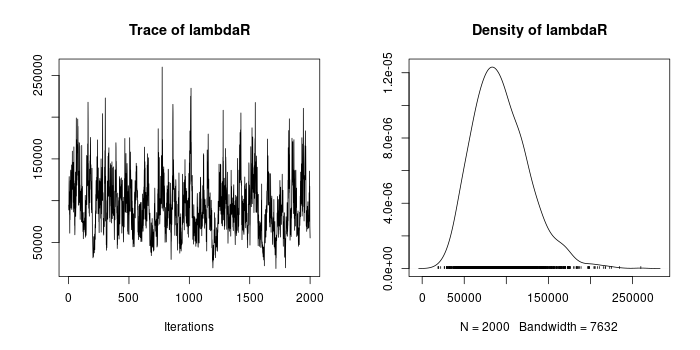 Trace of lambdaR
250000
150000
50000
0
500
1000
1500
2000
Iterations
Density of lambdaR
1.2e-05
8.0e-06
4.0e-06
0.0e+00
0
50000
150000
250000
N = 2000 Bandwidth = 7632